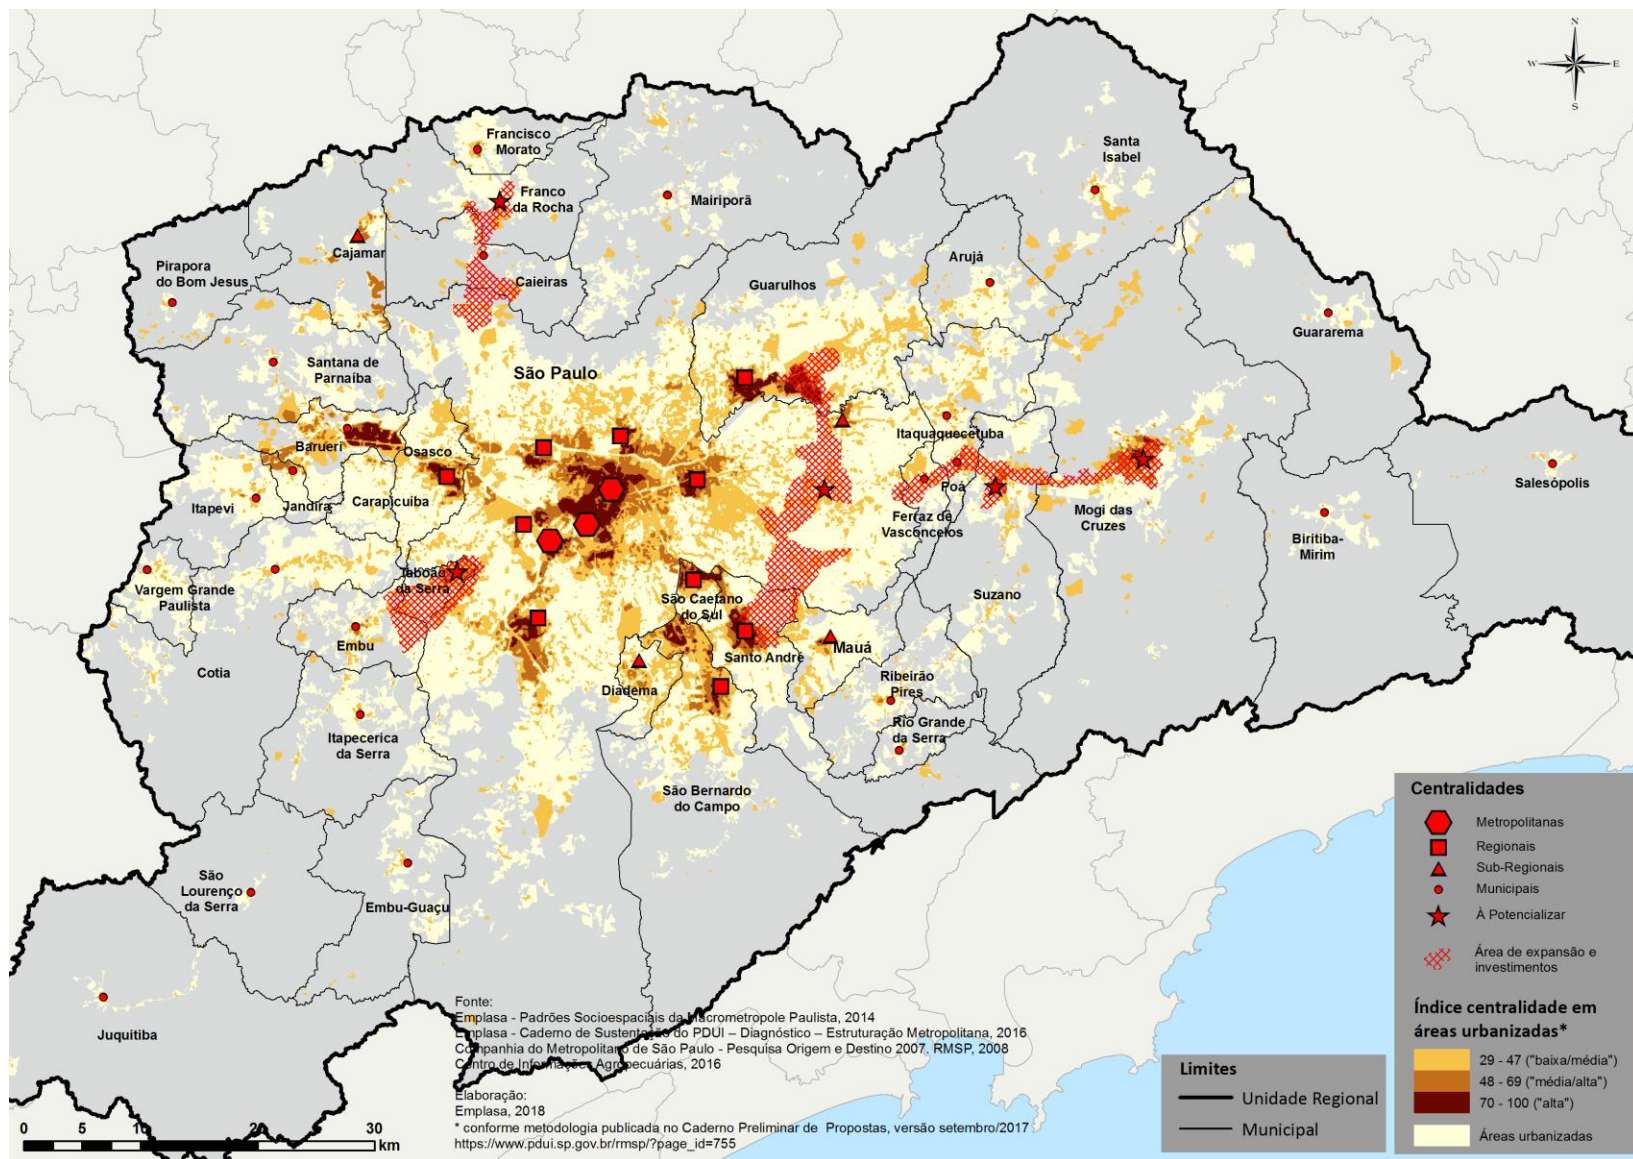 N
W
E
S
Francisco
Morato
Santa
Isabel
Franco
da Rocha
Mairiporã
Cajamar
Pirapora
do Bom Jesus
Caieiras
Arujá
Guarulhos
Guararema
Santana de
Parnaíba
São Paulo
Itaquaquecetuba
Barueri
Osasco
Poá
Salesópolis
Itapevi
Jandira
Carapicuíba
Mogi das
Cruzes
Ferraz de
Vasconcelos
Biritiba-
Mirim
Taboão
da Serra
Vargem Grande
Paulista
São Caetano
do Sul
Suzano
Embu
Cotia
Santo André
Mauá
Ribeirão
Pires
Diadema
Rio Grande
da Serra
Itapecerica
da Serra
São Bernardo
do Campo
São
Lourenço
da Serra
Embu-Guaçu
Juquitiba
Centralidades
Metropolitanas
Regionais
Sub-Regionais
Municipais
À Potencializar
Área de expansão e
investimentos
Índice centralidade em
áreas urbanizadas*
29 - 47 ("baixa/média")
48 - 69 ("média/alta")
70 - 100 ("alta")
Áreas urbanizadas
Limites
Unidade Regional
Municipal
Fonte:
Emplasa - Padrões Socioespaciais da Macrometropole Paulista, 2014
Emplasa - Caderno de Sustentação do PDUI – Diagnóstico – Estruturação Metropolitana, 2016
Companhia do Metropolitano de São Paulo - Pesquisa Origem e Destino 2007, RMSP, 2008
Centro de Informações Agropecuárias, 2016
Elaboração:
Emplasa, 2018
* conforme metodologia publicada no Caderno Preliminar de Propostas, versão setembro/2017
https://www.pdui.sp.gov.br/rmsp/?page_id=755
0 5 10 20 30
km